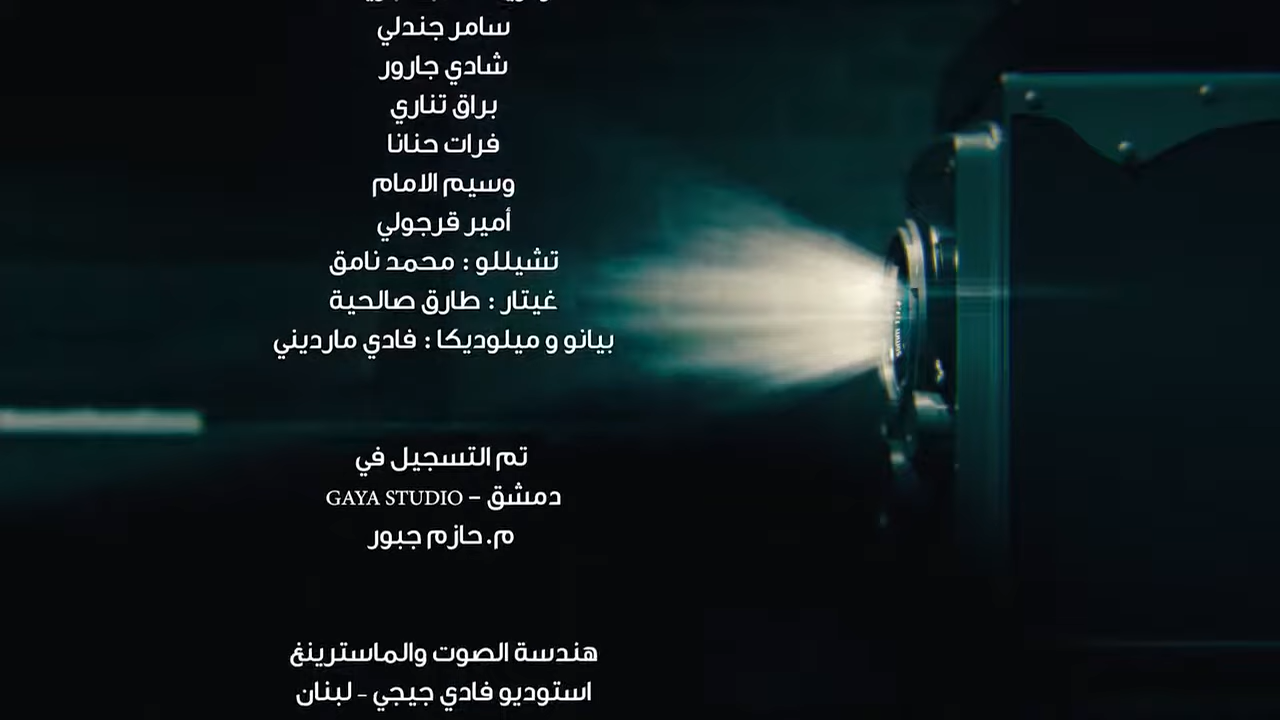 سامر جندلي
شادي جارور
براق تناري
فرات حنانا
وسيم الامام
أمير قرجولي
تشيللو : محمد نامق
غيتار : طارق صالحية
بيانو و ميلوديكا : فادي مارديني
تم التسجيل في
دمشق – GAYA STUDIO
م. حازم جبور
هندسة الصوت والماسترينغ
استوديو فادي جيجي - لبنان